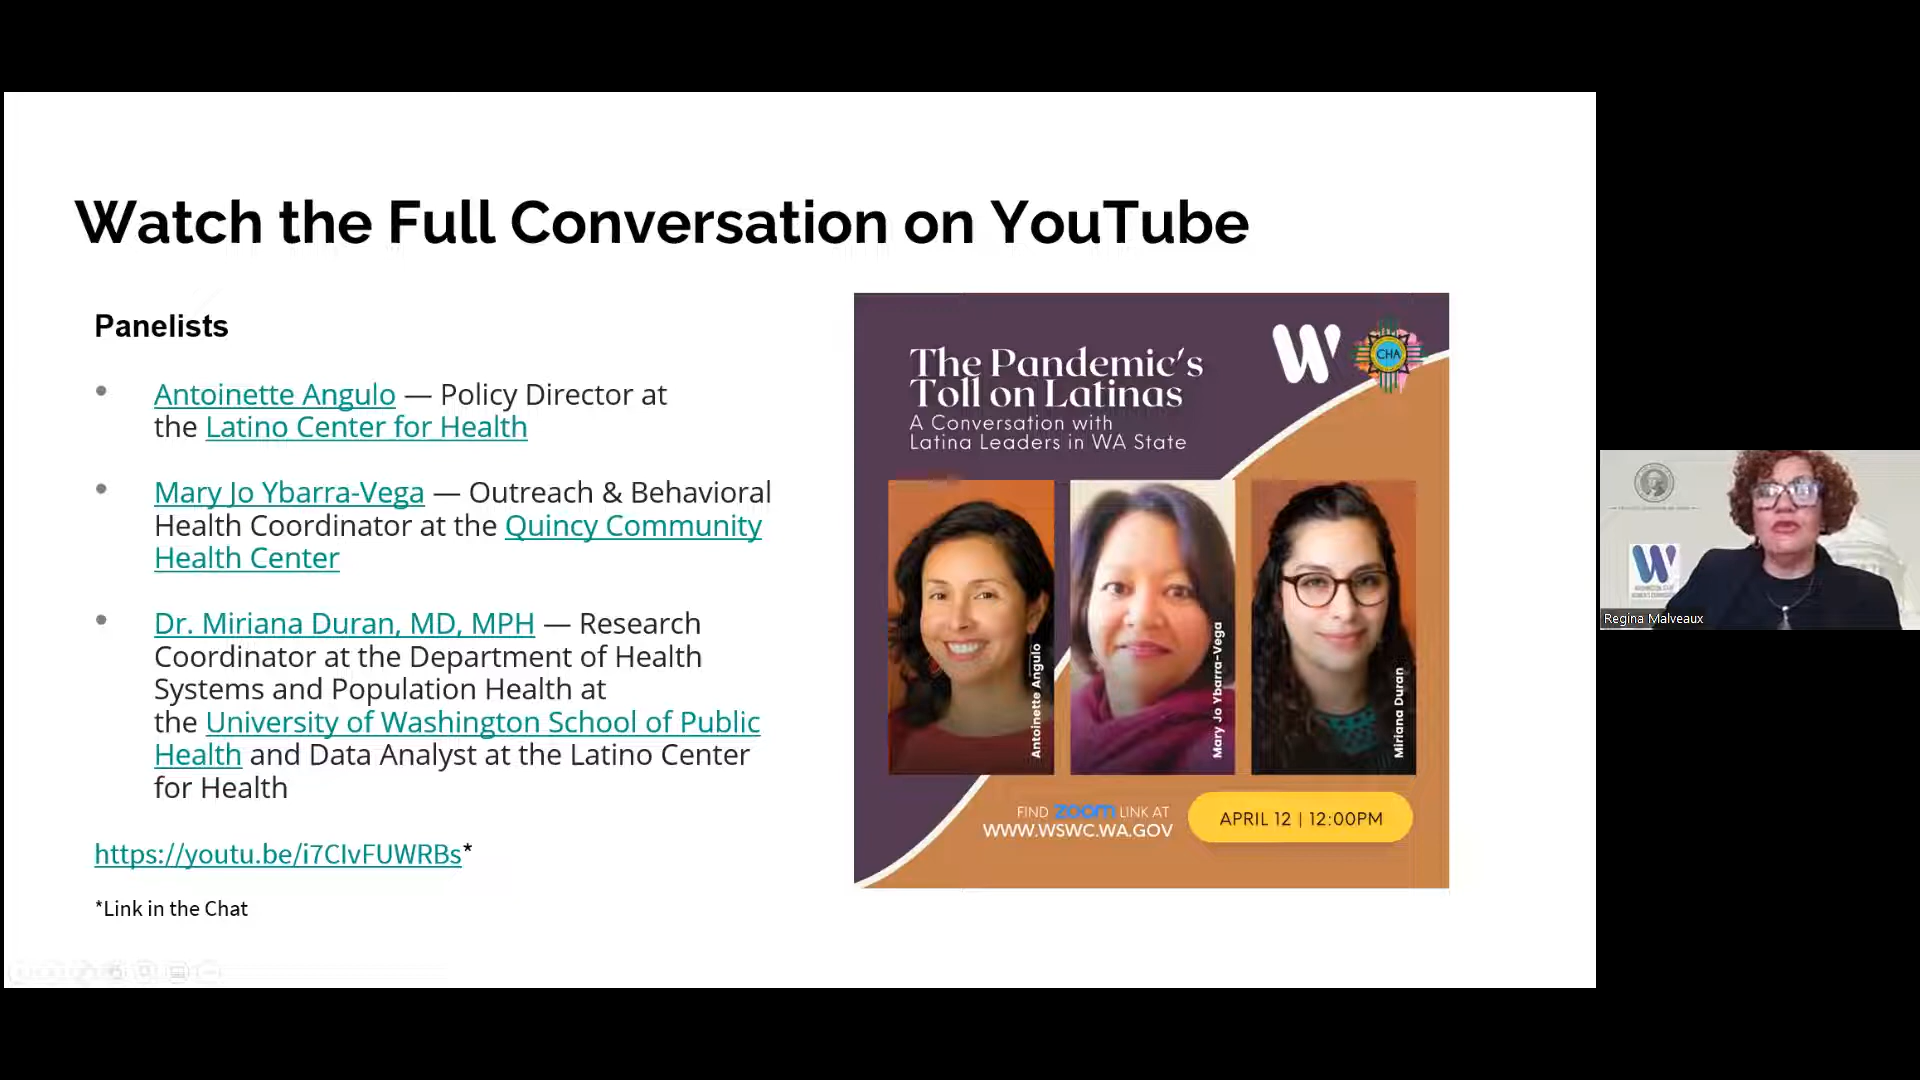 Watch the Full Conversation on YouTube
Panelists
• Antoinette Angulo — Policy Director at
the Latino Center for Health
• Mary Jo Ybarra-Vega — Outreach & Behavioral
Health Coordinator at the Quincy Community
Health Center
• Dr. Miriana Duran, MD, MPH — Research
Coordinator at the Department of Health
Systems and Population Health at
the University of Washington School of Public
Health and Data Analyst at the Latino Center
for Health
https://youtu.be/i7CIvFUWRBs*
*Link in the Chat
The Pandemic's
Toll on Latinas
A Conversation with
Latina Leaders in WA State
W
CHA
Antoinette Angulo
Mary Jo Ybarra-Vega
Miriana Duran
FIND zoom LINK AT
WWW.WSWC.WA.GOV
APRIL 12 | 12:00PM
W
Regina Malveaux